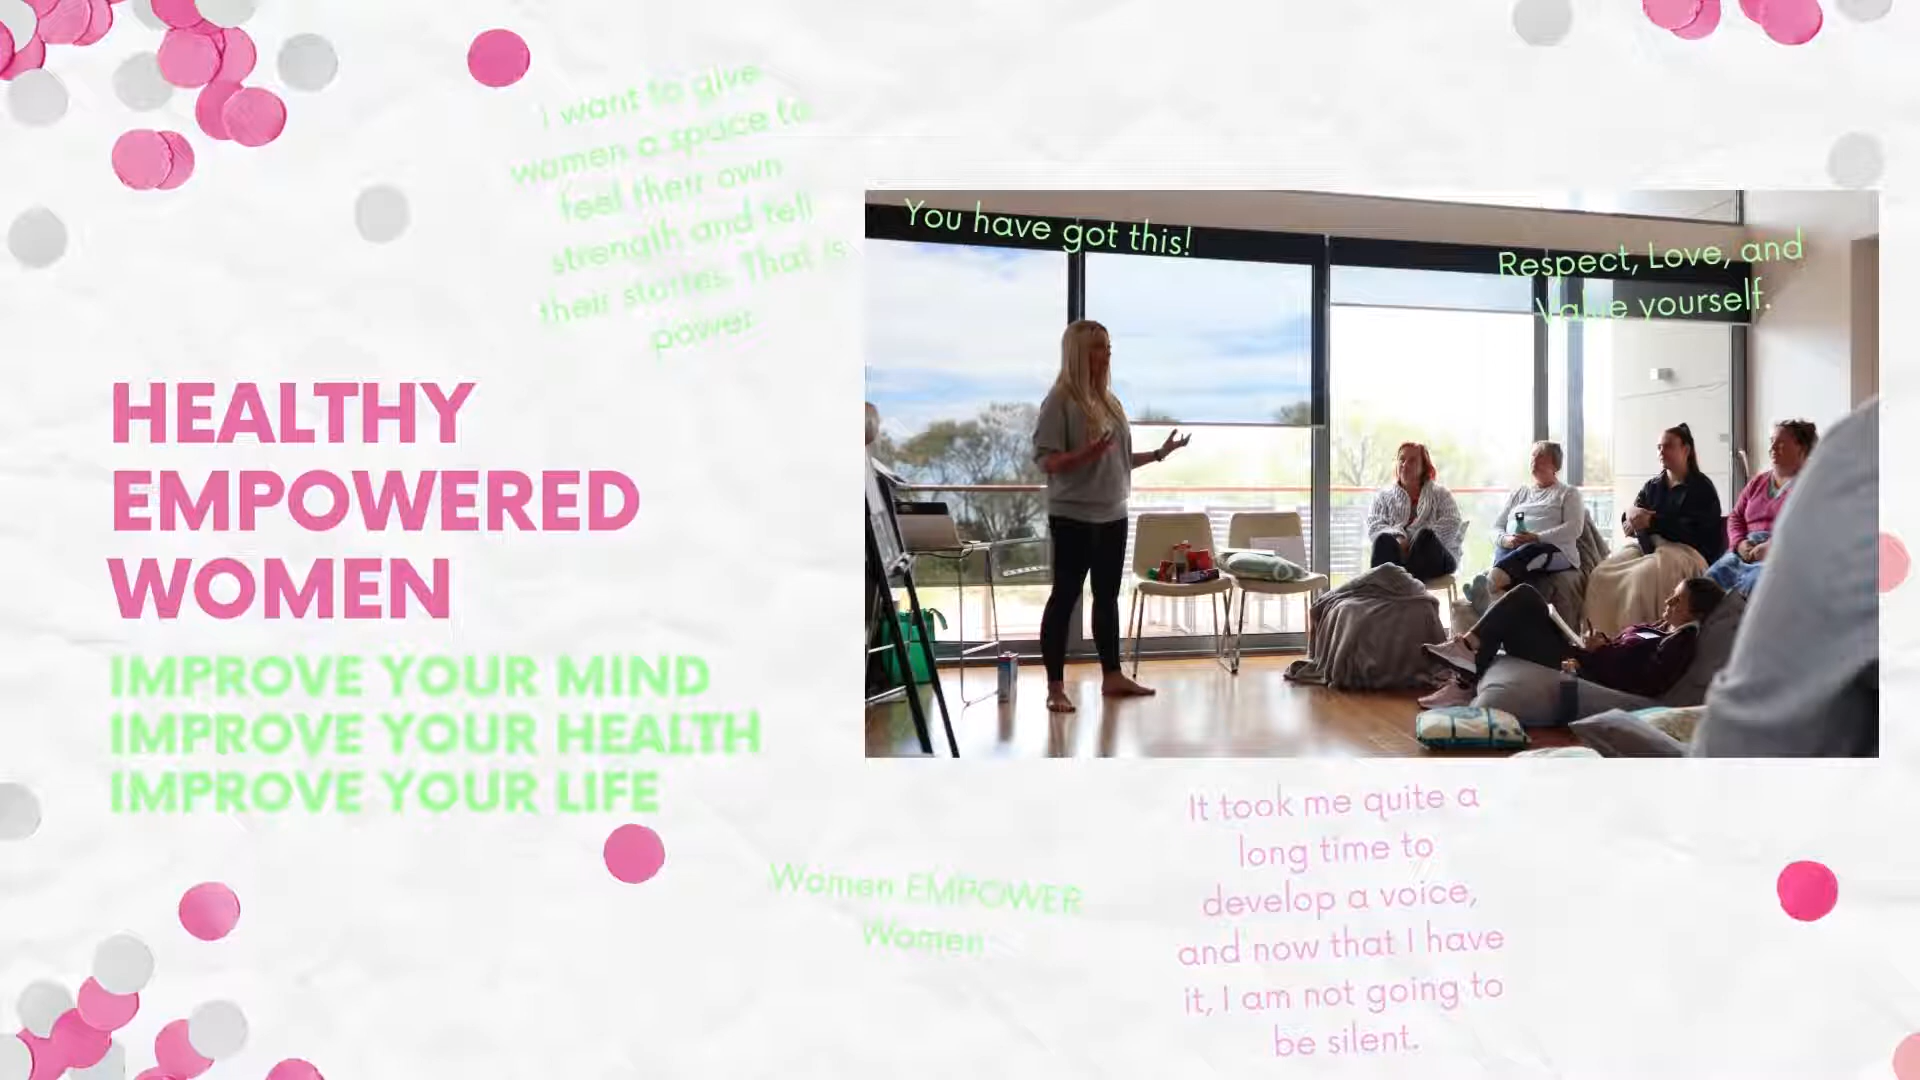 I want to give
women a space to
feel their own
strength and tell
their stories. That is
power
You have got this!
Respect, Love, and
Value yourself.
HEALTHY
EMPOWERED
WOMEN
IMPROVE YOUR MIND
IMPROVE YOUR HEALTH
IMPROVE YOUR LIFE
Women EMPOWER
Women
It took me quite a
long time to
develop a voice,
and now that I have
it, I am not going to
be silent.